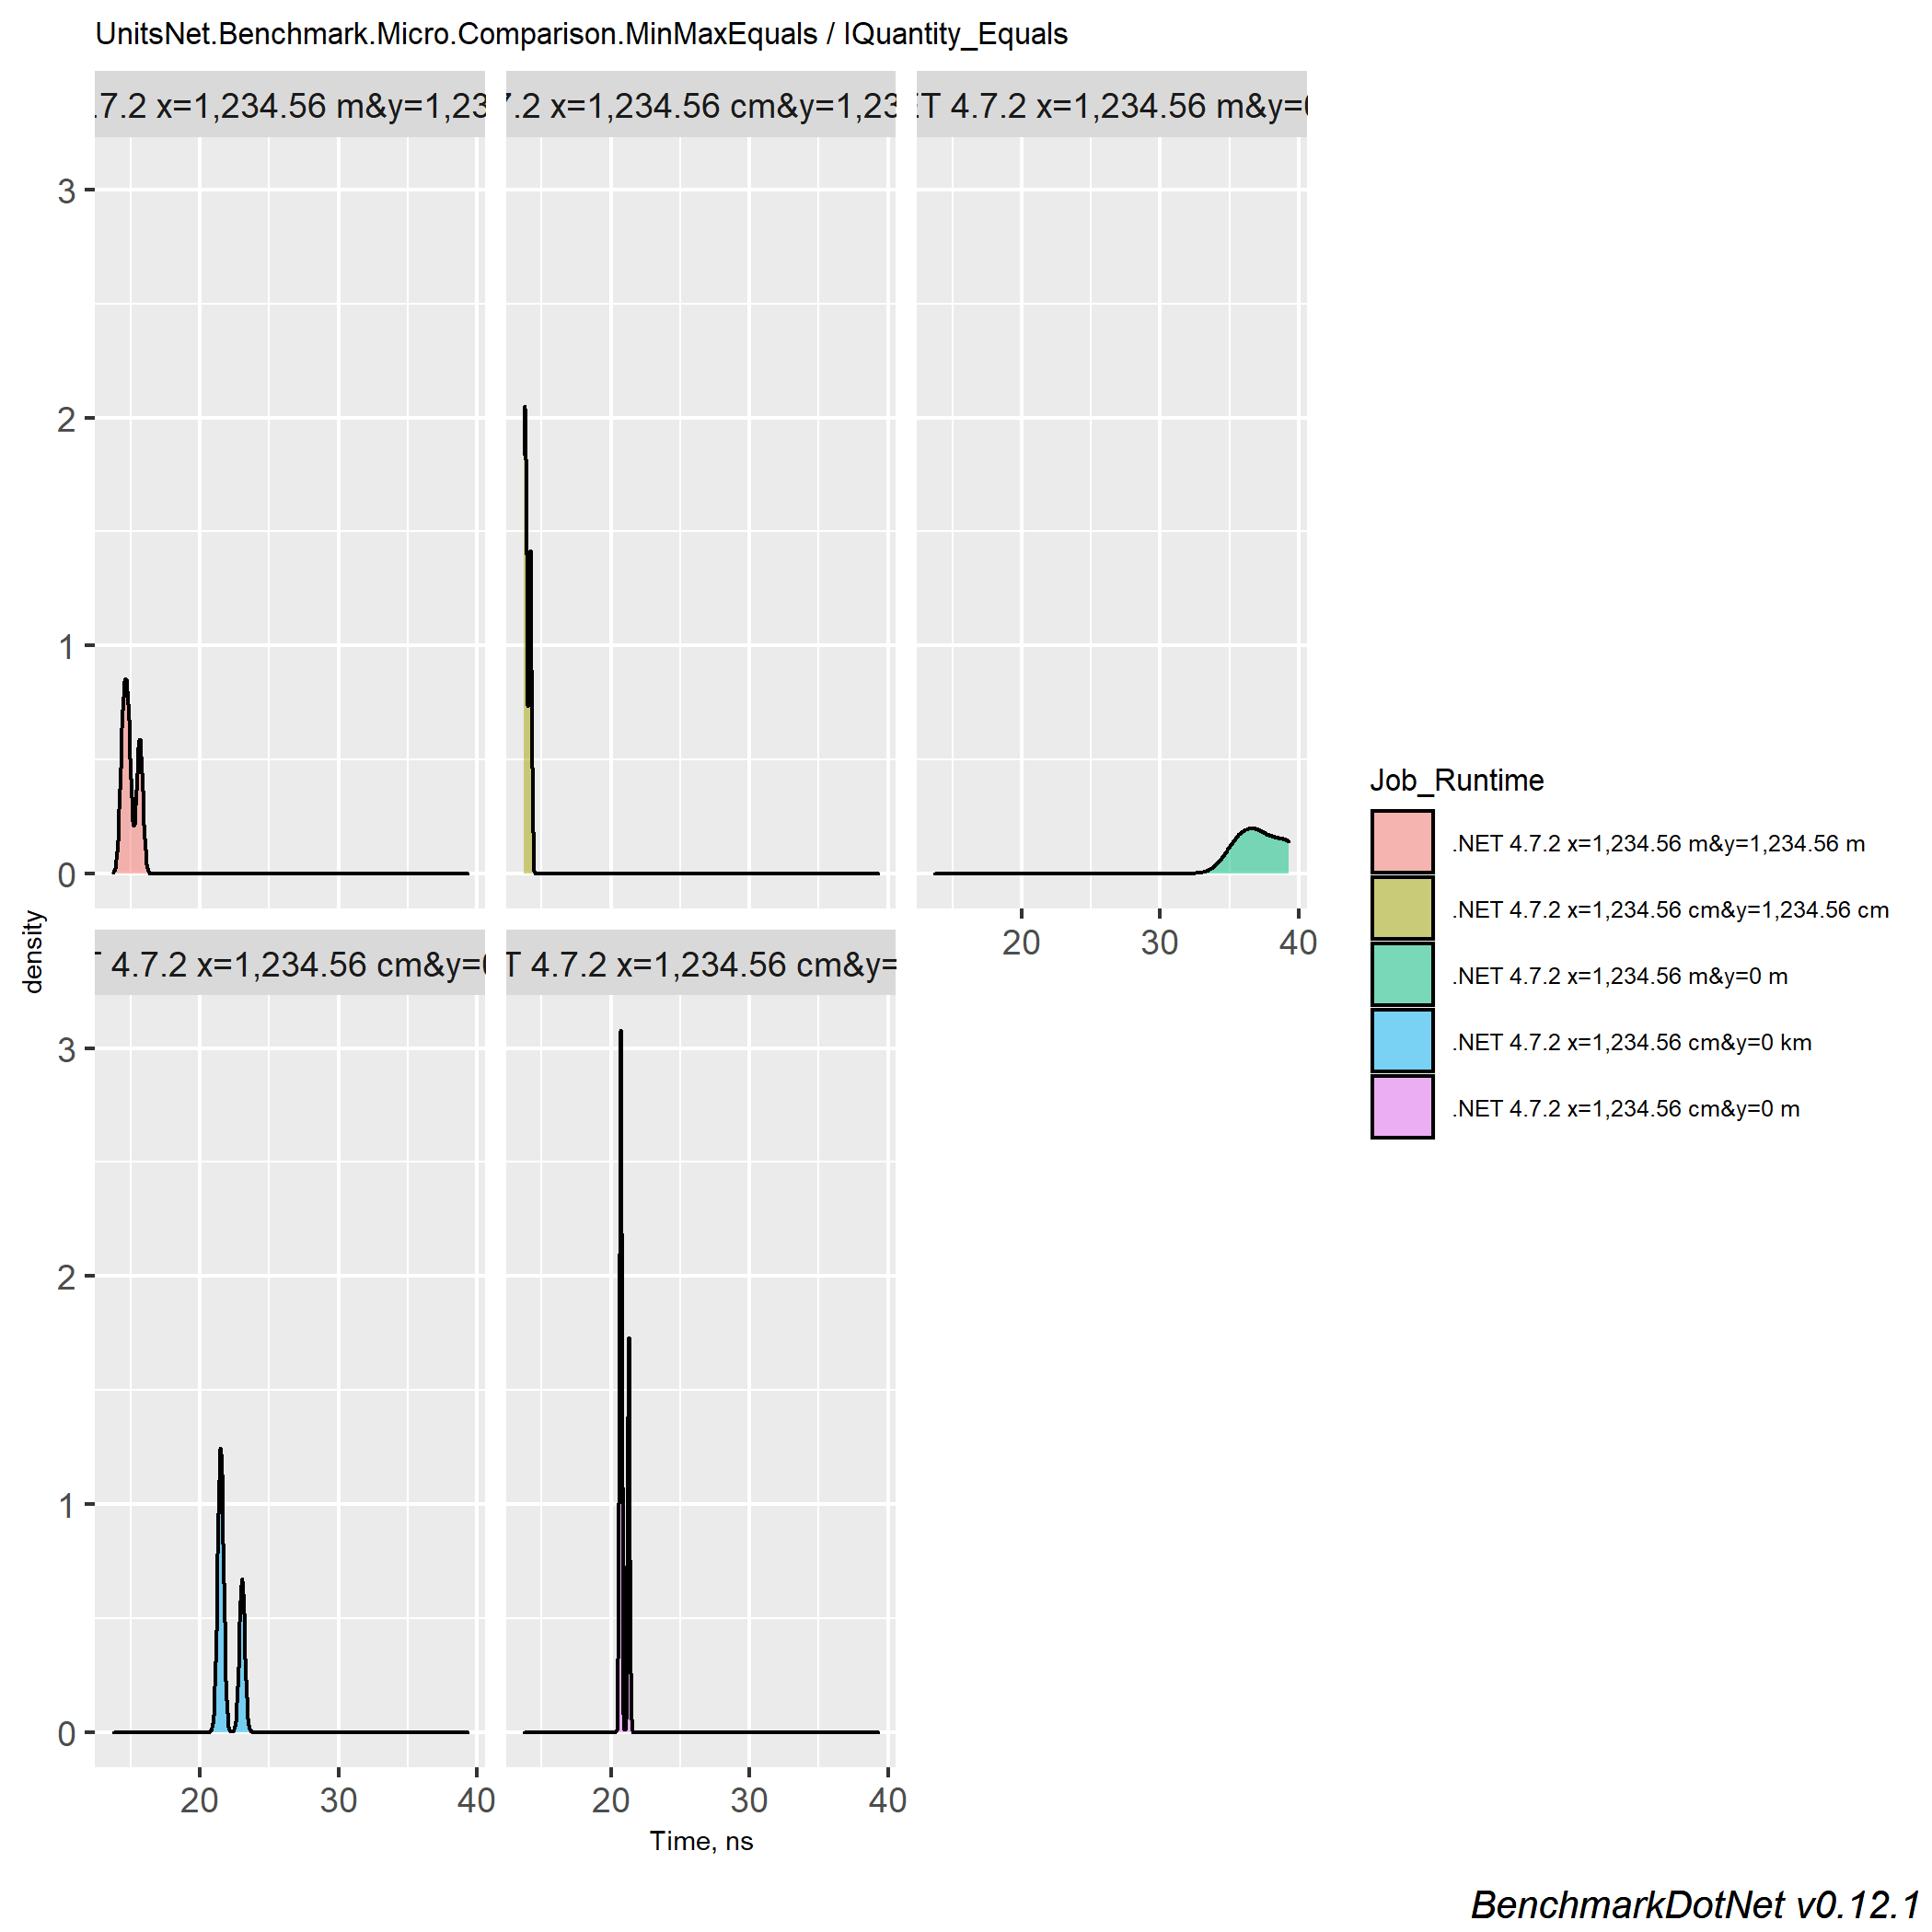 UnitsNet.Benchmark.Micro.Comparison.MinMaxEquals / IQuantity_Equals
.7.2 x=1,234.56 m&y=1,23
7.2 x=1,234.56 cm&y=1,23
ET 4.7.2 x=1,234.56 m&y=0
3
2
1
0
20 30 40
density
T 4.7.2 x=1,234.56 cm&y=0
T 4.7.2 x=1,234.56 cm&y=
3
2
1
0
20 30 40
20 30 40
Time, ns
Job_Runtime
.NET 4.7.2 x=1,234.56 m&y=1,234.56 m
.NET 4.7.2 x=1,234.56 cm&y=1,234.56 cm
.NET 4.7.2 x=1,234.56 m&y=0 m
.NET 4.7.2 x=1,234.56 cm&y=0 km
.NET 4.7.2 x=1,234.56 cm&y=0 m
BenchmarkDotNet v0.12.1